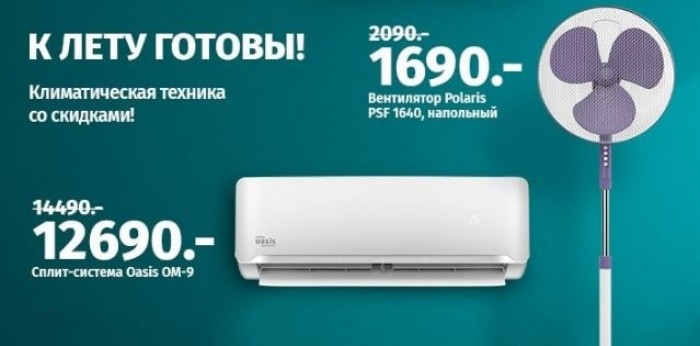 К ЛЕТУ ГОТОВЫ!
Климатическая техника
со скидками!
2090.-
1690.-
Вентилятор Polaris
PSF 1640, напольный
14490.-
12690.-
Сплит-система Oasis OM-9
oasis